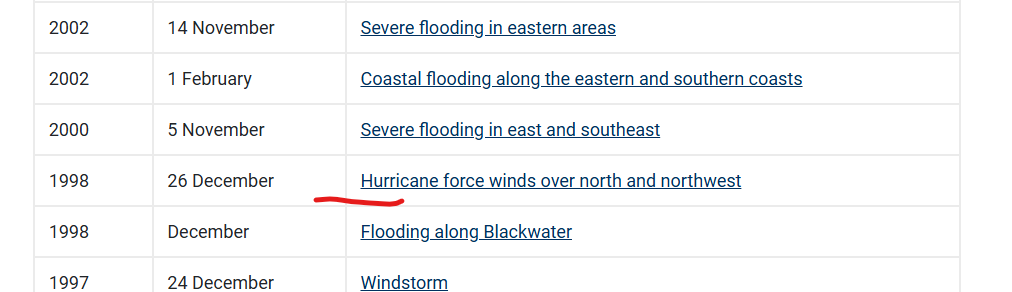 2002 14 November Severe flooding in eastern areas
2002 1 February Coastal flooding along the eastern and southern coasts
2000 5 November Severe flooding in east and southeast
1998 26 December Hurricane force winds over north and northwest
1998 December Flooding along Blackwater
1997 24 December Windstorm